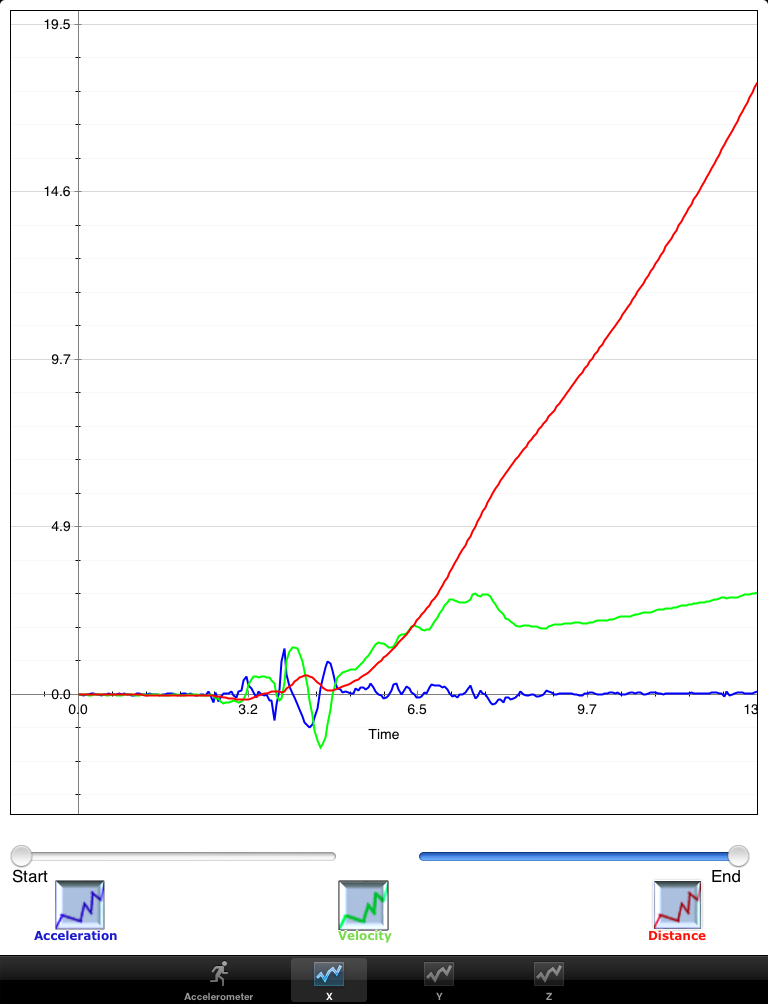 19.5
14.6
9.7
4.9
0.0
0.0 3.2 6.5 9.7 13
Time
Start End
Acceleration Velocity Distance
Accelerometer X Y Z